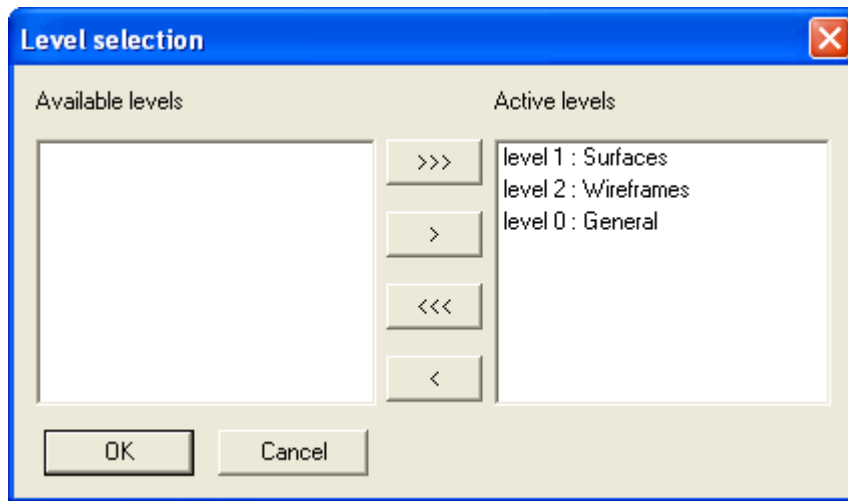 Level selection
Available levels
Active levels
>>>
>
<<<
<
level 1 : Surfaces
level 2 : Wireframes
level 0 : General
OK
Cancel